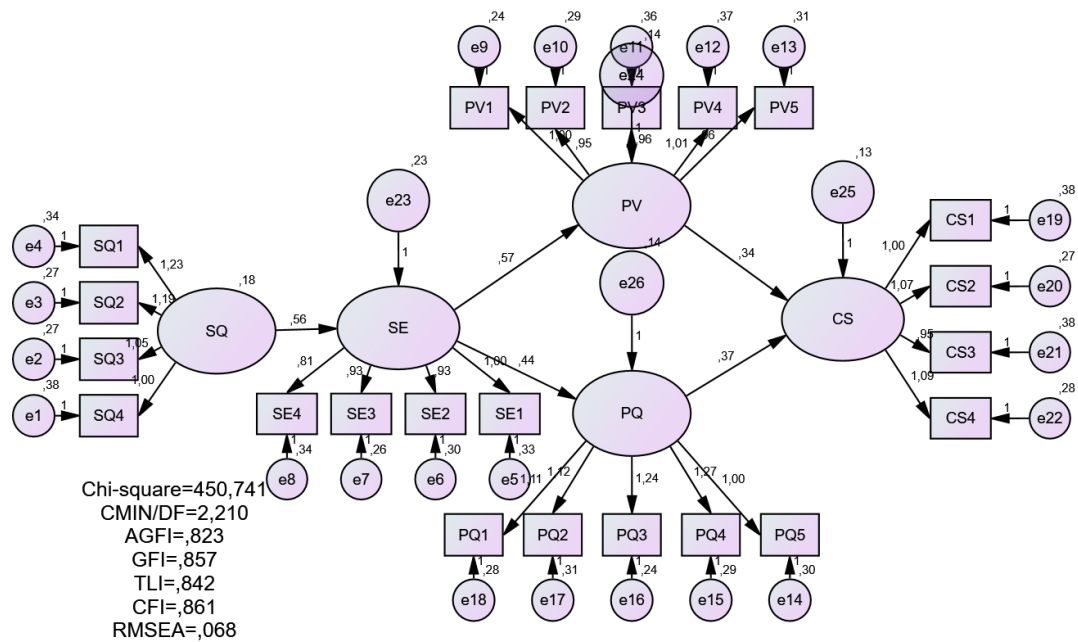 ,24 ,29 ,36 ,14 ,37 ,31
e9 e10 e11 e12 e13
e24
1 1 1 1
PV1 PV2 PV3 PV4 PV5
1
1,00 ,95 ,96 1,01 ,96
,23 ,13
e23 PV e25
,34 ,38
e4 1 SQ1 CS1 1 e19
,14
1 ,57 e26 ,34 1 1,00
1,23
,27 ,18 ,27
e3 1 SQ2 1,19 1,07 CS2 1 e20
SQ ,56 SE 1 CS
,27 ,38
e2 1 SQ3 1,05 ,95 CS3 1 e21
,81 ,93 ,93 1,00 ,44 ,37
,38 1,00 1,09 ,28
e1 1 SQ4 SE4 SE3 SE2 SE1 PQ CS4 1 e22
1 ,34 1 ,26 1 ,30 1 ,33
e8 e7 e6 e5 1,11 1,12 1,24 1,27 1,00
Chi-square=450,741
CMIN/DF=2,210
AGFI=,823
GFI=,857
TLI=,842
CFI=,861
RMSEA=,068
PQ1 PQ2 PQ3 PQ4 PQ5
1 ,28 1 ,31 1 ,24 1 ,29 1 ,30
e18 e17 e16 e15 e14